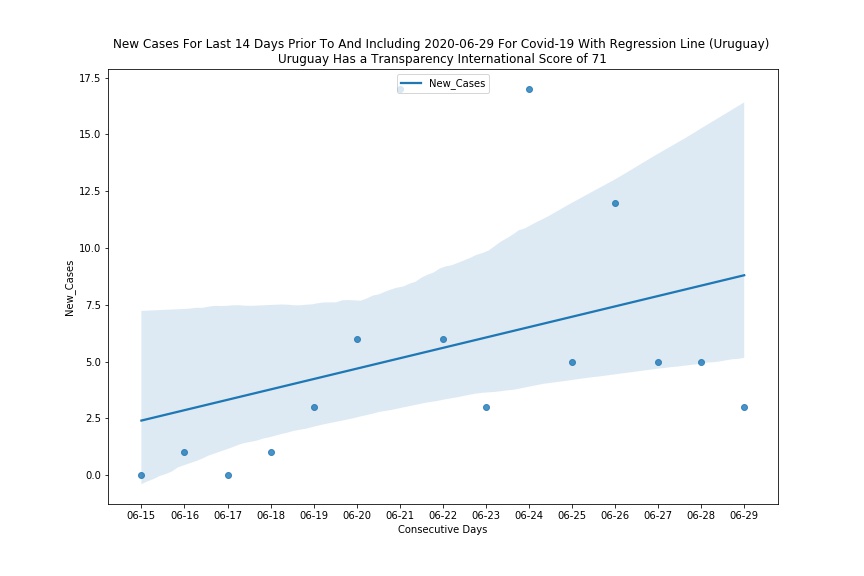 New Cases For Last 14 Days Prior To And Including 2020-06-29 For Covid-19 With Regression Line (Uruguay)
Uruguay Has a Transparency International Score of 71
New_Cases
17.5
15.0
12.5
10.0
7.5
5.0
2.5
0.0
New_Cases
06-15 06-16 06-17 06-18 06-19 06-20 06-21 06-22 06-23 06-24 06-25 06-26 06-27 06-28 06-29
Consecutive Days